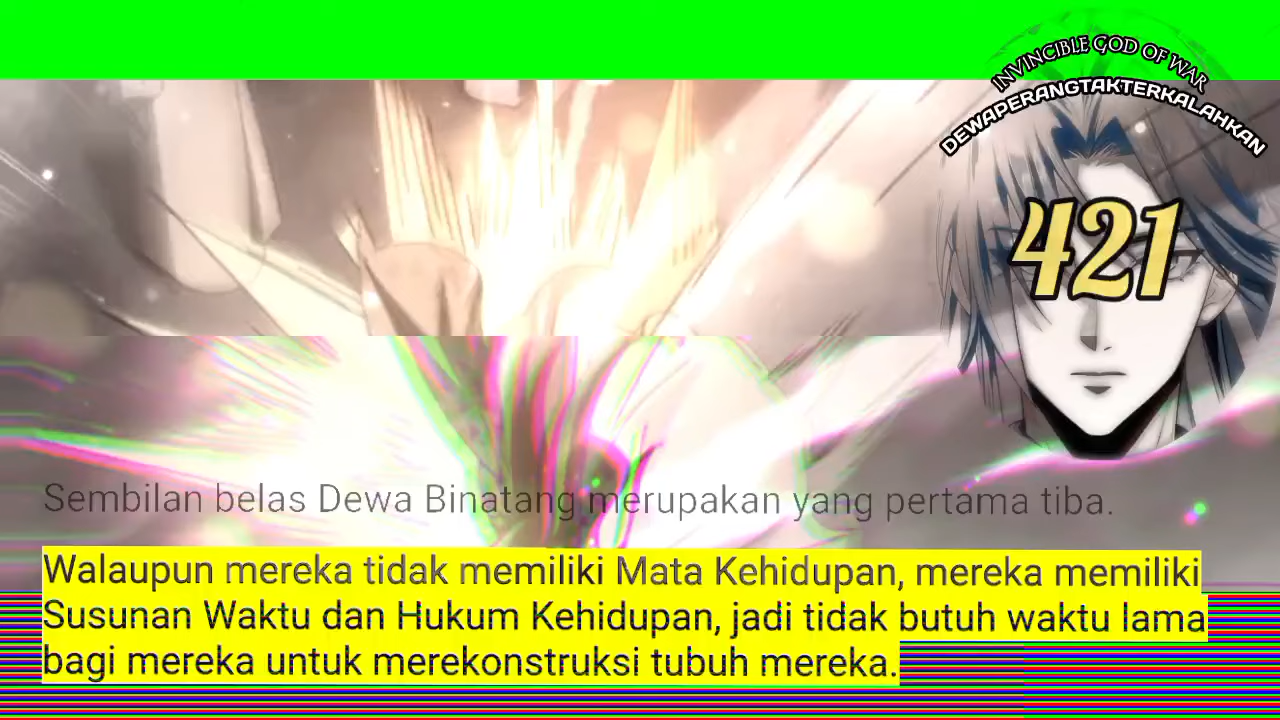 INVINCIBLE GOD OF WAR
DEWAPERANGTAKTERKALAHKAN
421
Sembilan belas Dewa Binatang merupakan yang pertama tiba.
Walaupun mereka tidak memiliki Mata Kehidupan, mereka memiliki
Susunan Waktu dan Hukum Kehidupan, jadi tidak butuh waktu lama
bagi mereka untuk merekonstruksi tubuh mereka.